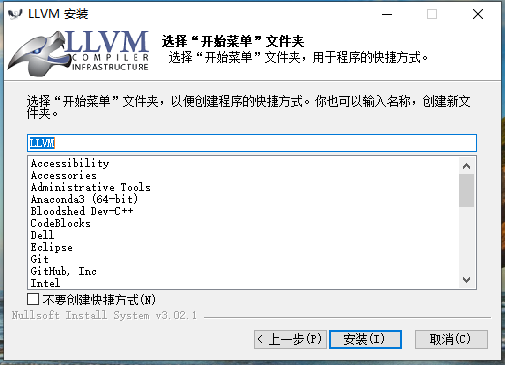 LLVM 安装
LLVM
COMPILER
INFRASTRUCTURE
选择“开始菜单”文件夹
选择“开始菜单”文件夹，用于程序的快捷方式。
选择“开始菜单”文件夹，以便创建程序的快捷方式。你也可以输入名称，创建新文
件夹。
LLVM
Accessibility
Accessories
Administrative Tools
Anaconda3 (64-bit)
Bloodshed Dev-C++
CodeBlocks
Dell
Eclipse
Git
GitHub, Inc
Intel
不要创建快捷方式(N)
Nullsoft Install System v3.02.1
< 上一步(P) 安装(I) 取消(C)